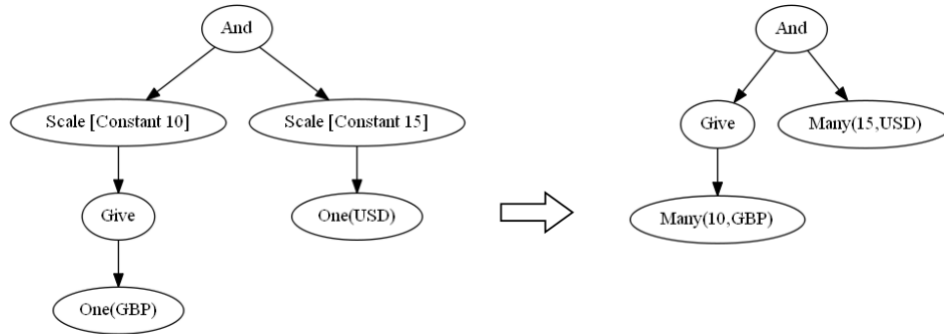 And
And
Scale [Constant 10]
Scale [Constant 15]
Give
Many(15,USD)
Give
One(USD)
Many(10,GBP)
One(GBP)